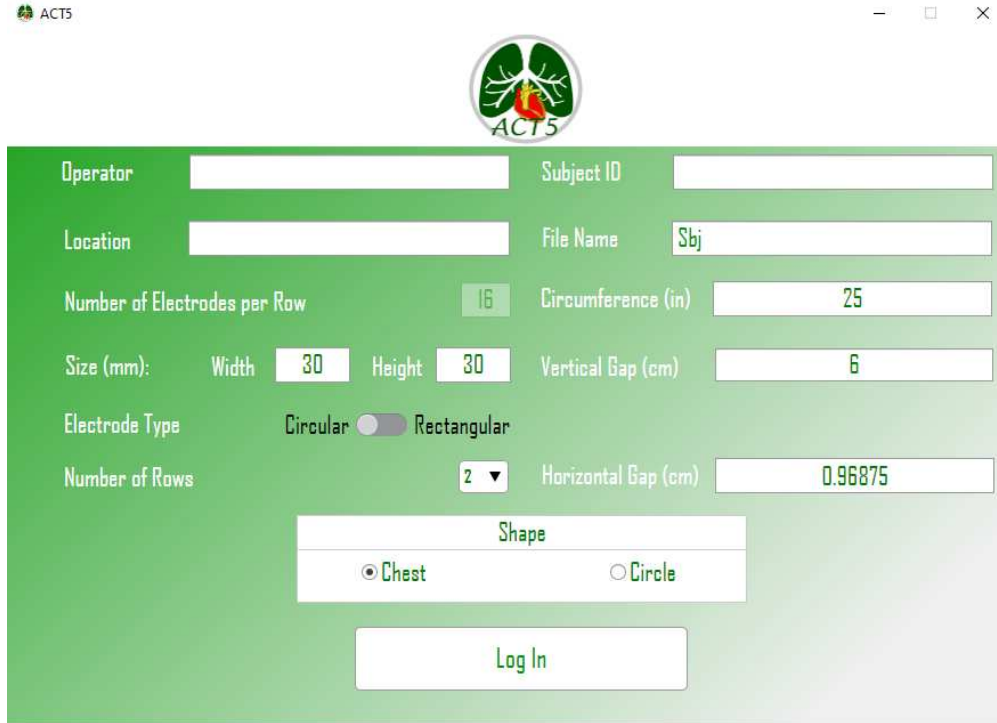 ACT5
ACT5
Operator
Subject ID
Location
File Name Sbj
Number of Electrodes per Row 16 Circumference (in) 25
Size (mm): Width 30 Height 30 Vertical Gap (cm) 6
Electrode Type Circular Rectangular
Number of Rows 2 Horizontal Gap (cm) 0.96875
Shape
Chest Circle
Log In